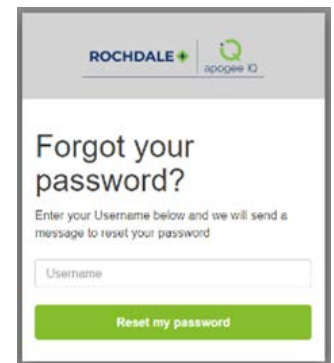 ROCHDALE
apogee IQ
Forgot your
password?
Enter your Username below and we will send a
message to reset your password
Username
Reset my password